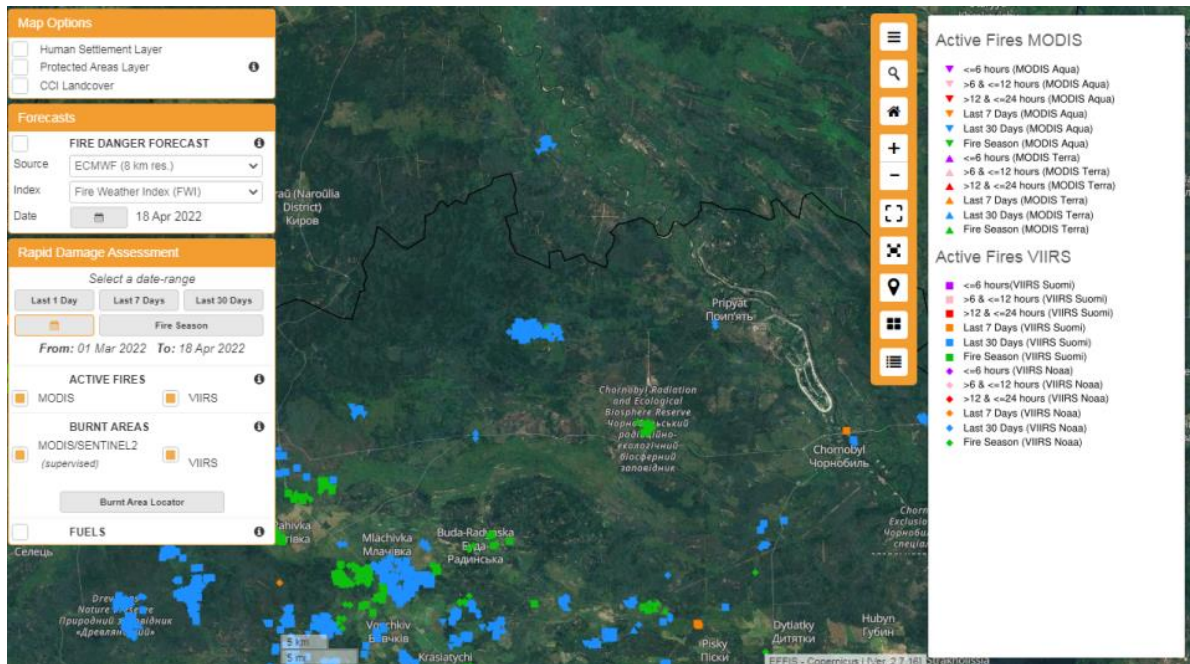 Map Options
Human Settlement Layer
Protected Areas Layer
CCI Landcover
Forecasts
FIRE DANGER FORECAST
Source
ECMWF (8 km res.)
Index
Fire Weather Index (FWI)
Date
18 Apr 2022
Rapid Damage Assessment
Select a date-range
Last 1 Day
Last 7 Days
Last 30 Days
Fire Season
From: 01 Mar 2022 To: 18 Apr 2022
ACTIVE FIRES
MODIS
VIIRS
BURNT AREAS
MODIS/SENTINEL2
(supervised)
VIIRS
Burnt Area Locator
FUELS
(Naroŭlia
District)
Киров
Pripyat
Chornobyl Radiation
and Ecological
Biosphere Reserve
екологічний
біосферний
заповідник
Chornobyl
Чорнобиль
Селець
Mlachivka
Млачівка
Радинська
Nature
Природний
Dytiatky
Дитятки
Hubyn
Губин
Pisky
Піски
Krasiatychi
5 km
5 mi
EFFIS - Copernicus | [Ver. 2.7.16]
Active Fires MODIS
<=6 hours (MODIS Aqua)
>6 & <=12 hours (MODIS Aqua)
>12 & <=24 hours (MODIS Aqua)
Last 7 Days (MODIS Aqua)
Last 30 Days (MODIS Aqua)
Fire Season (MODIS Aqua)
<=6 hours (MODIS Terra)
>6 & <=12 hours (MODIS Terra)
>12 & <=24 hours (MODIS Terra)
Last 7 Days (MODIS Terra)
Last 30 Days (MODIS Terra)
Fire Season (MODIS Terra)
Active Fires VIIRS
<=6 hours(VIIRS Suomi)
>6 & <=12 hours (VIIRS Suomi)
>12 & <=24 hours (VIIRS Suomi)
Last 7 Days (VIIRS Suomi)
Last 30 Days (VIIRS Suomi)
Fire Season (VIIRS Suomi)
<=6 hours (VIIRS Noaa)
>6 & <=12 hours (VIIRS Noaa)
>12 & <=24 hours (VIIRS Noaa)
Last 7 Days (VIIRS Noaa)
Last 30 Days (VIIRS Noaa)
Fire Season (VIIRS Noaa)